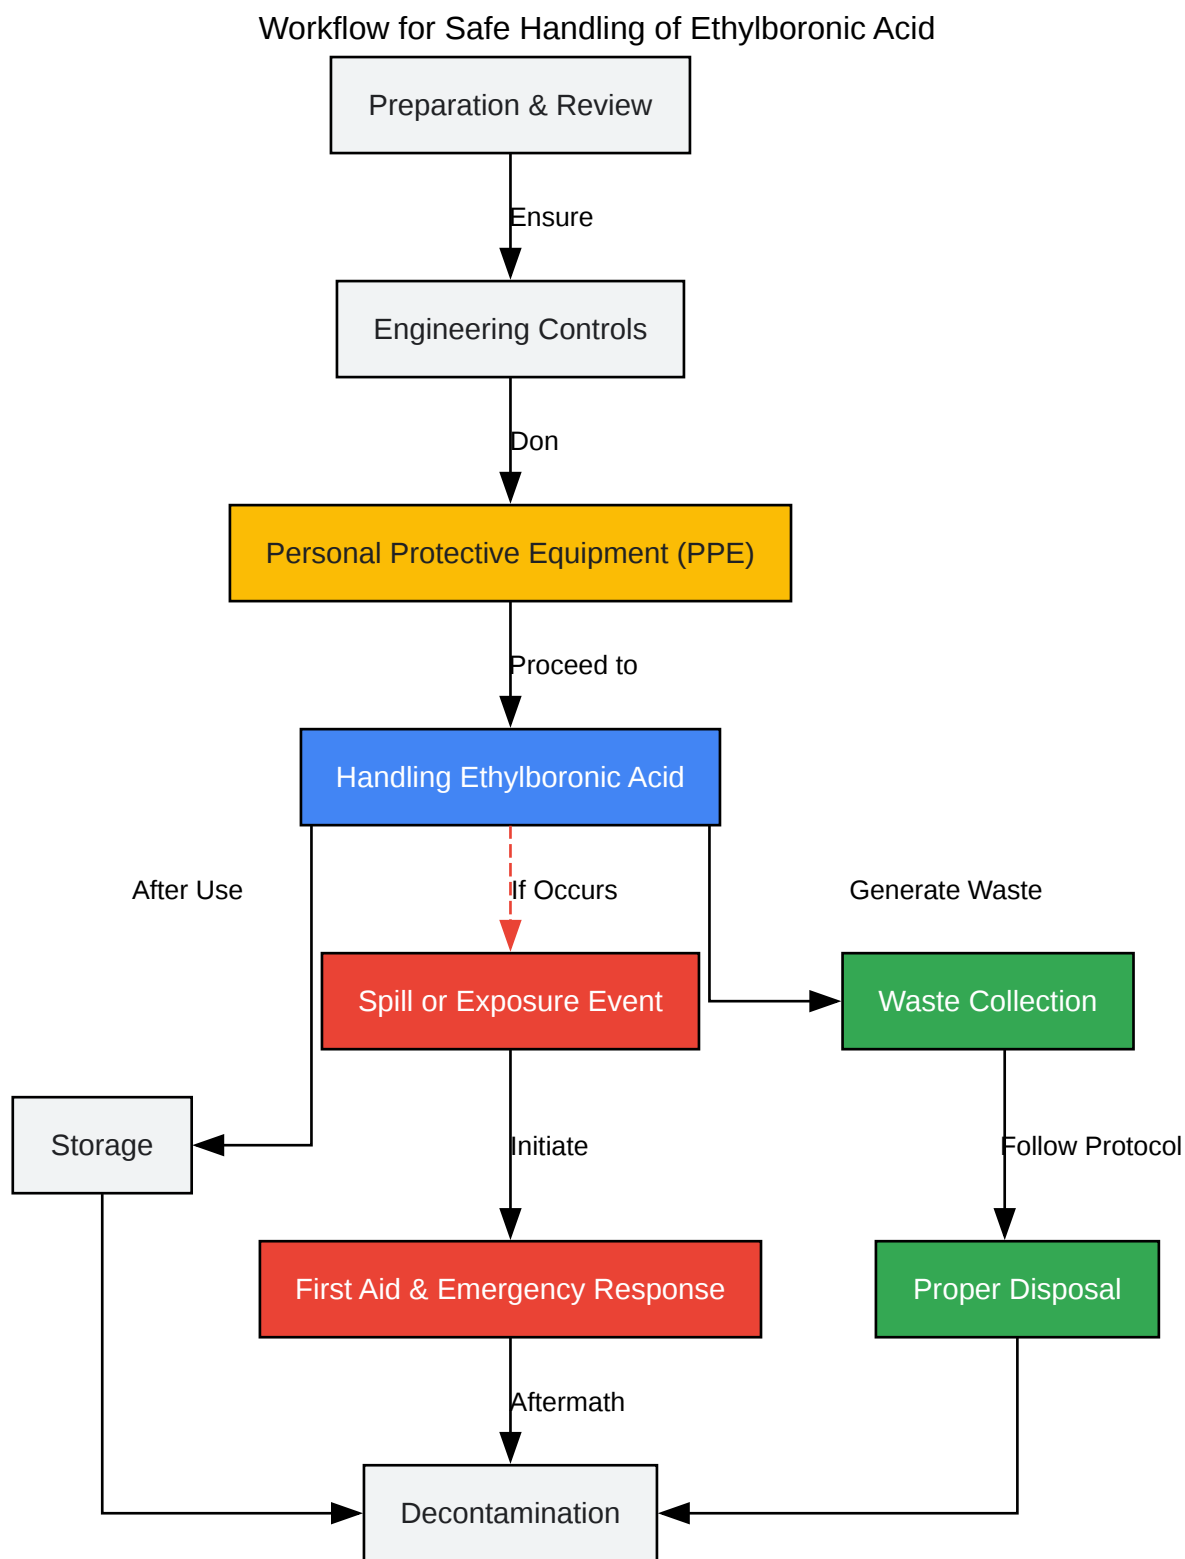 Workflow for Safe Handling of Ethylboronic Acid
Preparation & Review
Ensure
Engineering Controls
Don
Personal Protective Equipment (PPE)
Proceed to
Handling Ethylboronic Acid
After Use
If Occurs
Generate Waste
Spill or Exposure Event
Waste Collection
Storage
Initiate
Follow Protocol
First Aid & Emergency Response
Proper Disposal
Aftermath
Decontamination